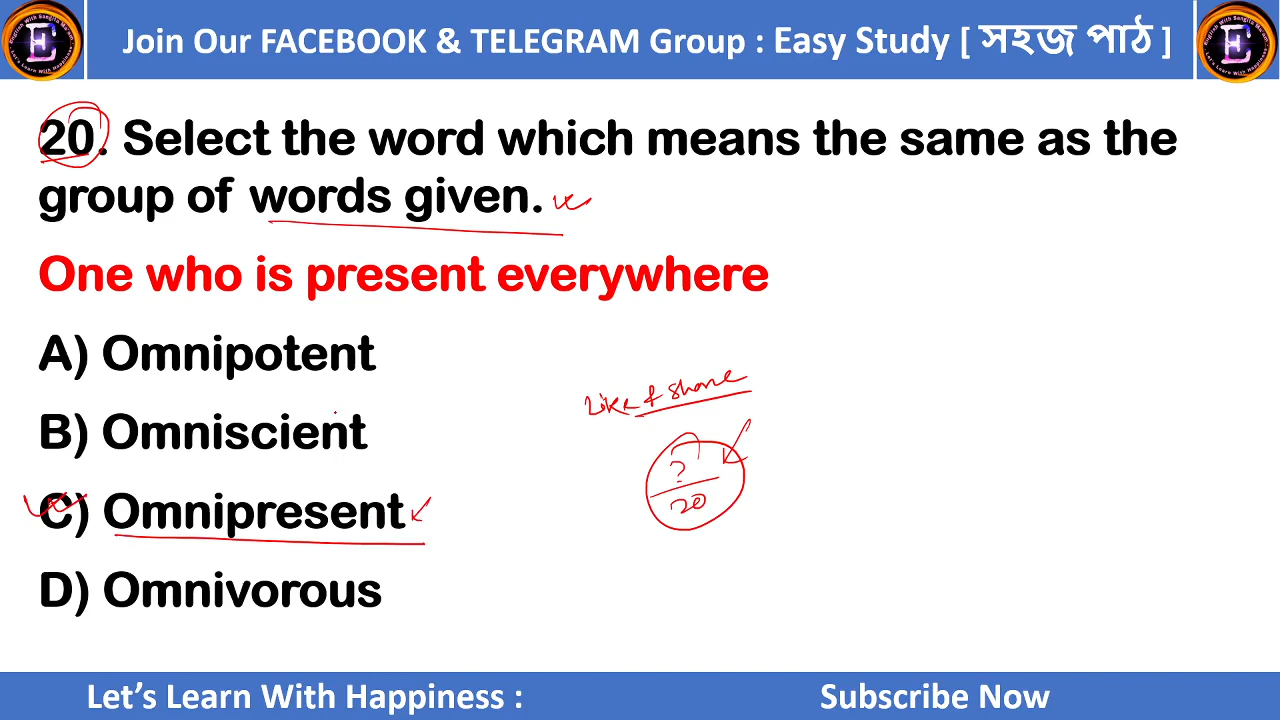 Join Our FACEBOOK & TELEGRAM Group : Easy Study [ সহজ পাঠ ]
E
E
20. Select the word which means the same as the
group of words given.
One who is present everywhere
A) Omnipotent
B) Omniscient
Like & Share
?
20
C) Omnipresent
D) Omnivorous
Let's Learn With Happiness :
Subscribe Now